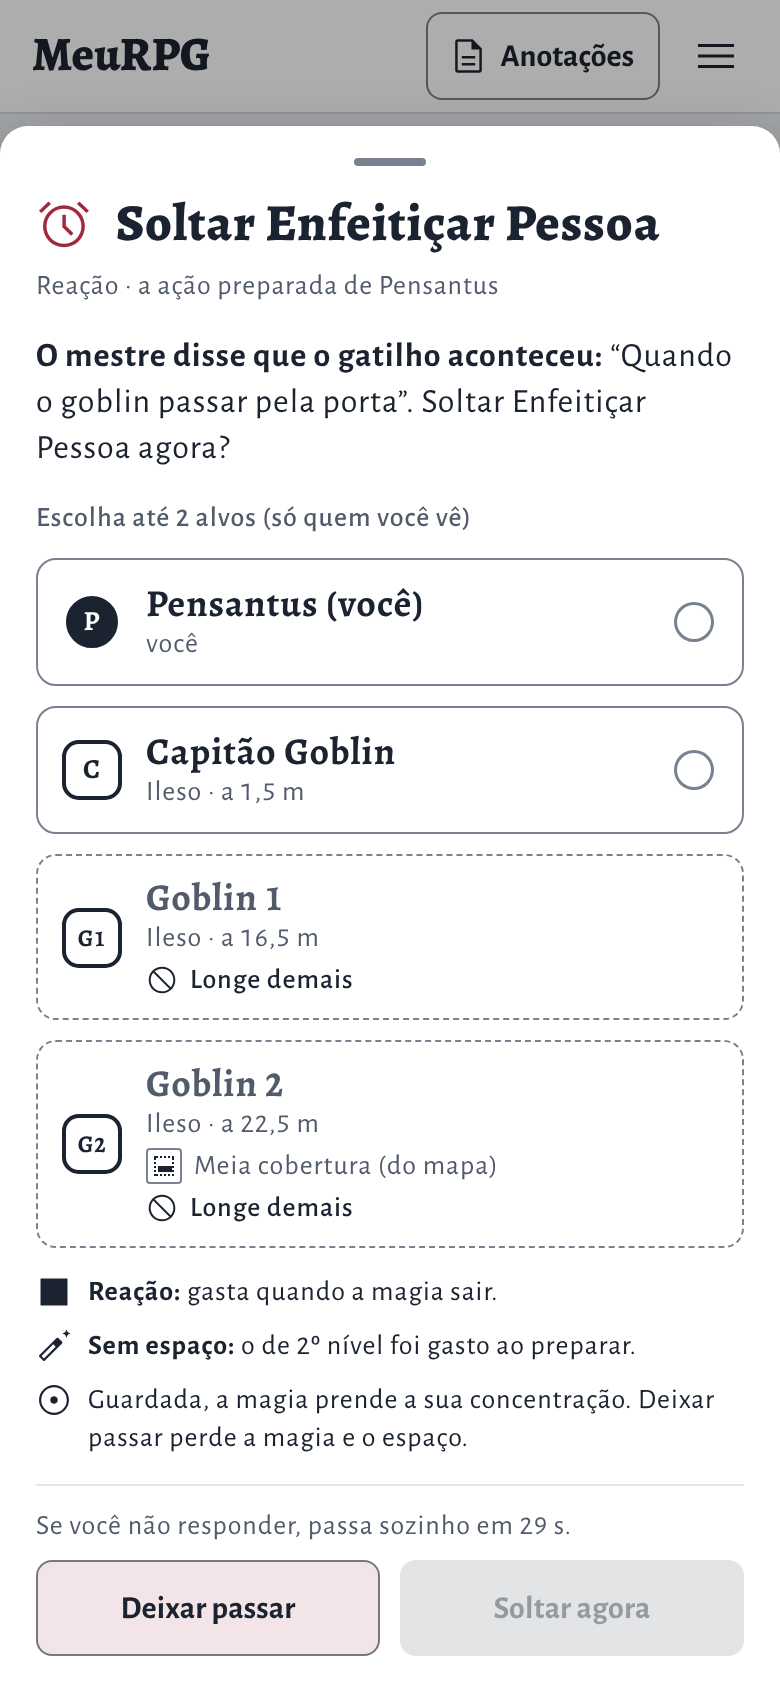 MeuRPG
Anotações
Soltar Enfeitiçar Pessoa
Reação · a ação preparada de Pensantus
O mestre disse que o gatilho aconteceu: “Quando
o goblin passar pela porta”. Soltar Enfeitiçar
Pessoa agora?
Escolha até 2 alvos (só quem você vê)
P
Pensantus (você)
você
C
Capitão Goblin
Ileso · a 1,5 m
G1
Goblin 1
Ileso · a 16,5 m
Longe demais
G2
Goblin 2
Ileso · a 22,5 m
Meia cobertura (do mapa)
Longe demais
Reação: gasta quando a magia sair.
Sem espaço: o de 2º nível foi gasto ao preparar.
Guardada, a magia prende a sua concentração. Deixar
passar perde a magia e o espaço.
Se você não responder, passa sozinho em 29 s.
Deixar passar
Soltar agora